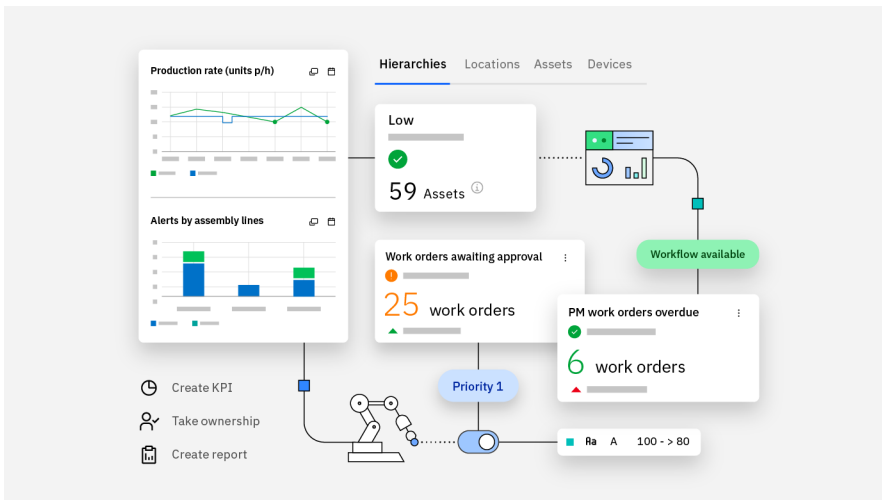 Production rate (units p/h)
Alerts by assembly lines
Create KPI
Take ownership
Create report
Hierarchies
Locations
Assets
Devices
Low
59 Assets
Work orders awaiting approval
25 work orders
Workflow available
PM work orders overdue
6 work orders
Priority 1
Aa A 100 - > 80